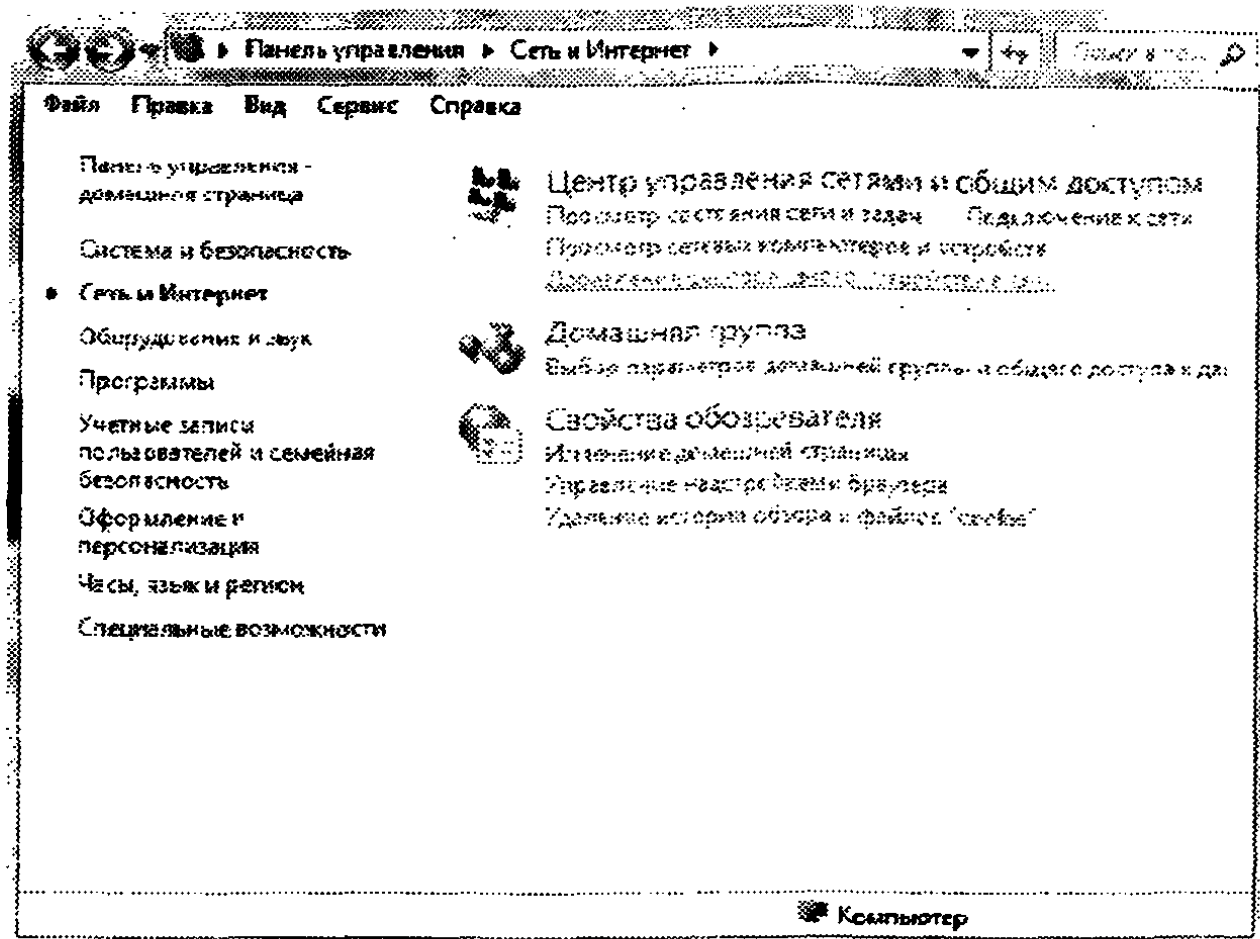 Панель управления ▸ Сеть и Интернет ▸ Поиск в па...
Файл Правка Вид Сервис Справка
Панель управления -
домашняя страница
Система и безопасность
Сеть и Интернет
Оборудование и звук
Программы
Учетные записи
пользователей и семейная
безопасность
Оформление и
персонализация
Часы, язык и регион
Специальные возможности
Центр управления сетями и общим доступом
Просмотр состояния сети и задач Подключение к сети
Просмотр сетевых компьютеров и устройств
Домашняя группа
Выбор параметров домашней группы и общего доступа к да
Свойства обозревателя
Изменение домашней страницы
Управление надстройками браузера
Удаление истории обзора и файлов "cookie"
Компьютер